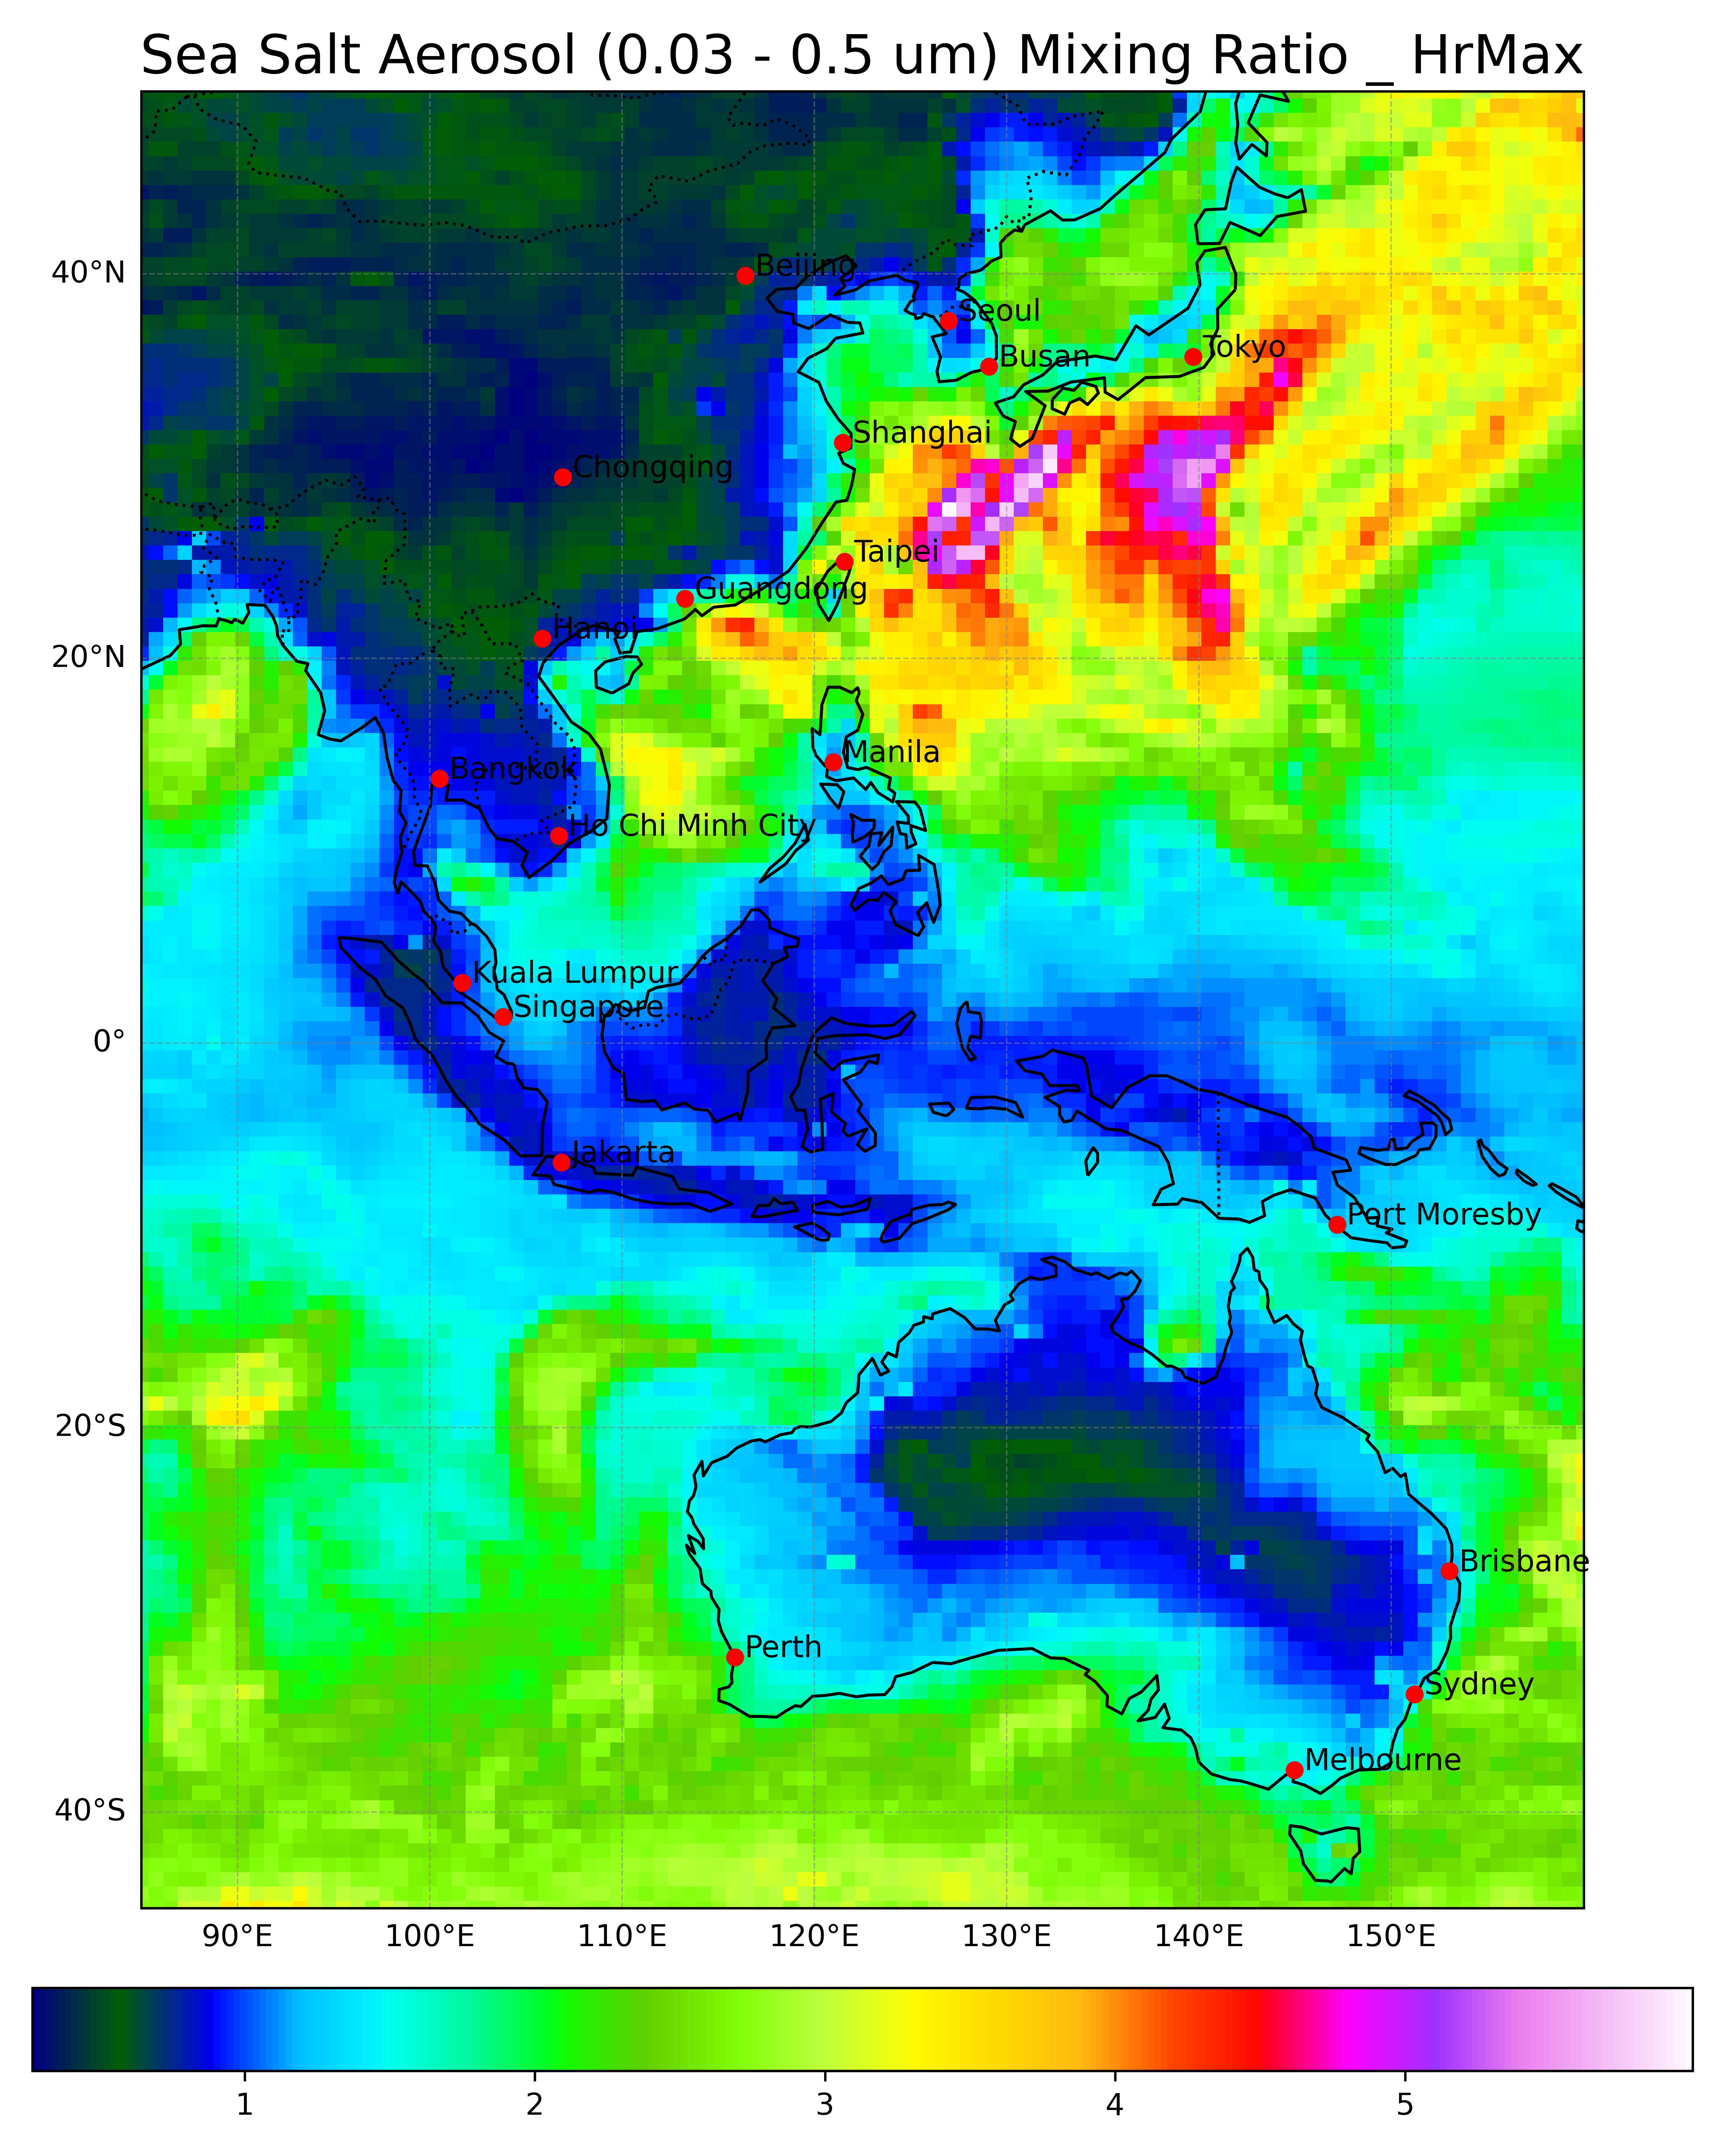 Sea Salt Aerosol (0.03 - 0.5 um) Mixing Ratio _ HrMax
40°N
20°N
0°
20°S
40°S
Beijing
Seoul
Busan
Tokyo
Shanghai
Chongqing
Taipei
Guangdong
Hanoi
Manila
Bangkok
Ho Chi Minh City
Kuala Lumpur
Singapore
Jakarta
Port Moresby
Brisbane
Perth
Sydney
Melbourne
90°E 100°E 110°E 120°E 130°E 140°E 150°E
1 2 3 4 5